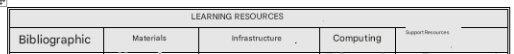 LEARNING RESOURCES
Bibliographic Materials Infrastructure Computing Support Resources